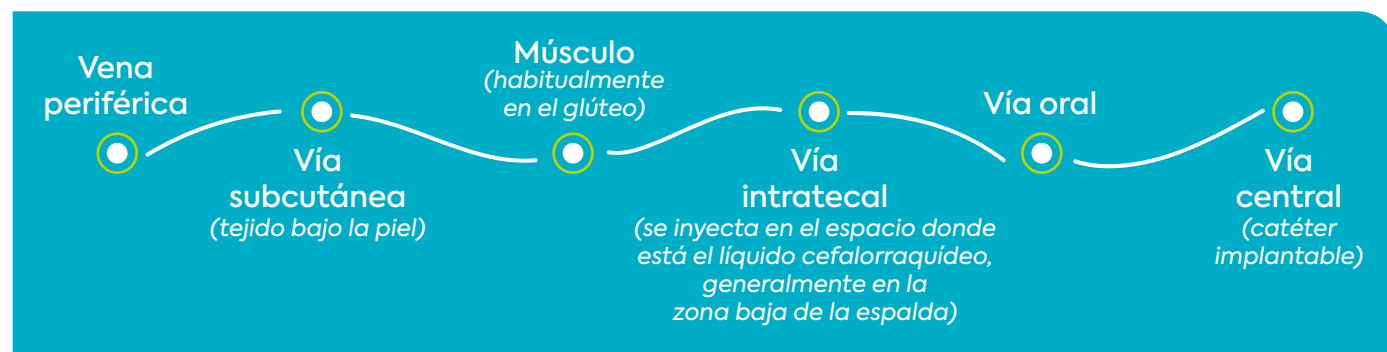 Vena
periférica
Vía
subcutánea
(tejido bajo la piel)
Músculo
(habitualmente
en el glúteo)
Vía
intratecal
(se inyecta en el espacio donde
está el líquido cefalorraquídeo,
generalmente en la
zona baja de la espalda)
Vía oral
Vía
central
(catéter
implantable)